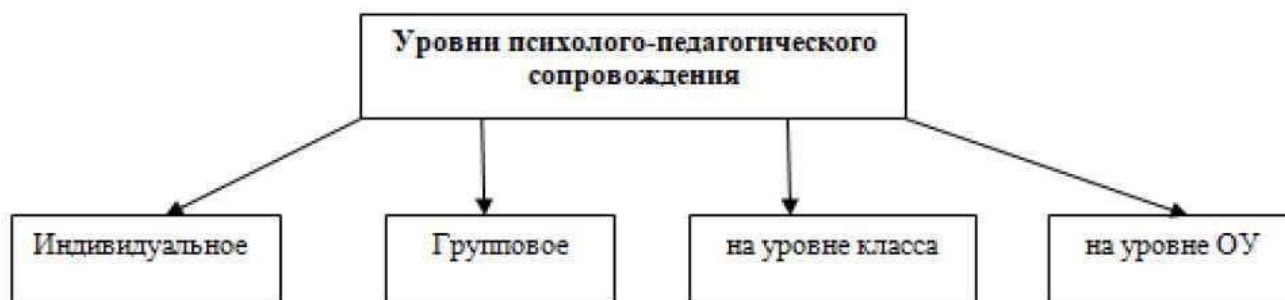 Уровни психолого-педагогического
сопровождения
Индивидуальное
Групповое
на уровне класса
на уровне ОУ